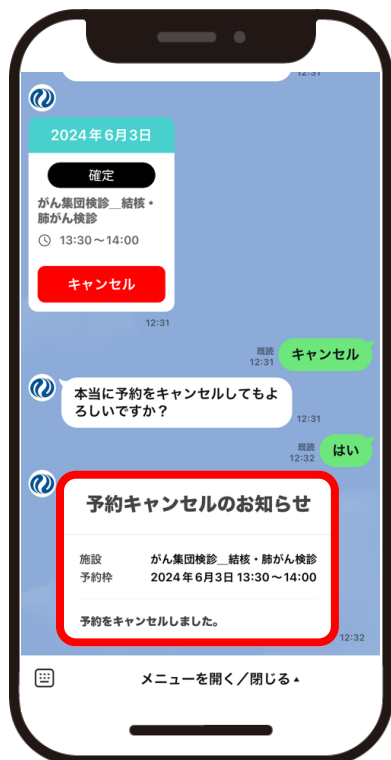 12:31
2024年6月3日
確定
がん集団検診__結核・
肺がん検診
13:30～14:00
キャンセル
12:31
既読
12:31
キャンセル
本当に予約をキャンセルしてもよ
ろしいですか？
12:31
既読
12:32
はい
予約キャンセルのお知らせ
施設 がん集団検診__結核・肺がん検診
予約枠 2024年6月3日 13:30～14:00
予約をキャンセルしました。
12:32
メニューを開く／閉じる▲